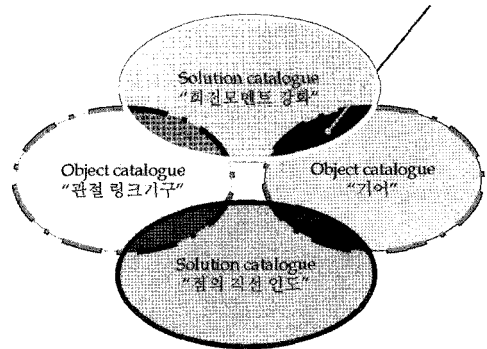 Solution catalogue
“회전모멘트 강화”
Object catalogue
“관절 링크기구”
Object catalogue
“기어”
Solution catalogue
“점의 직선 인도”